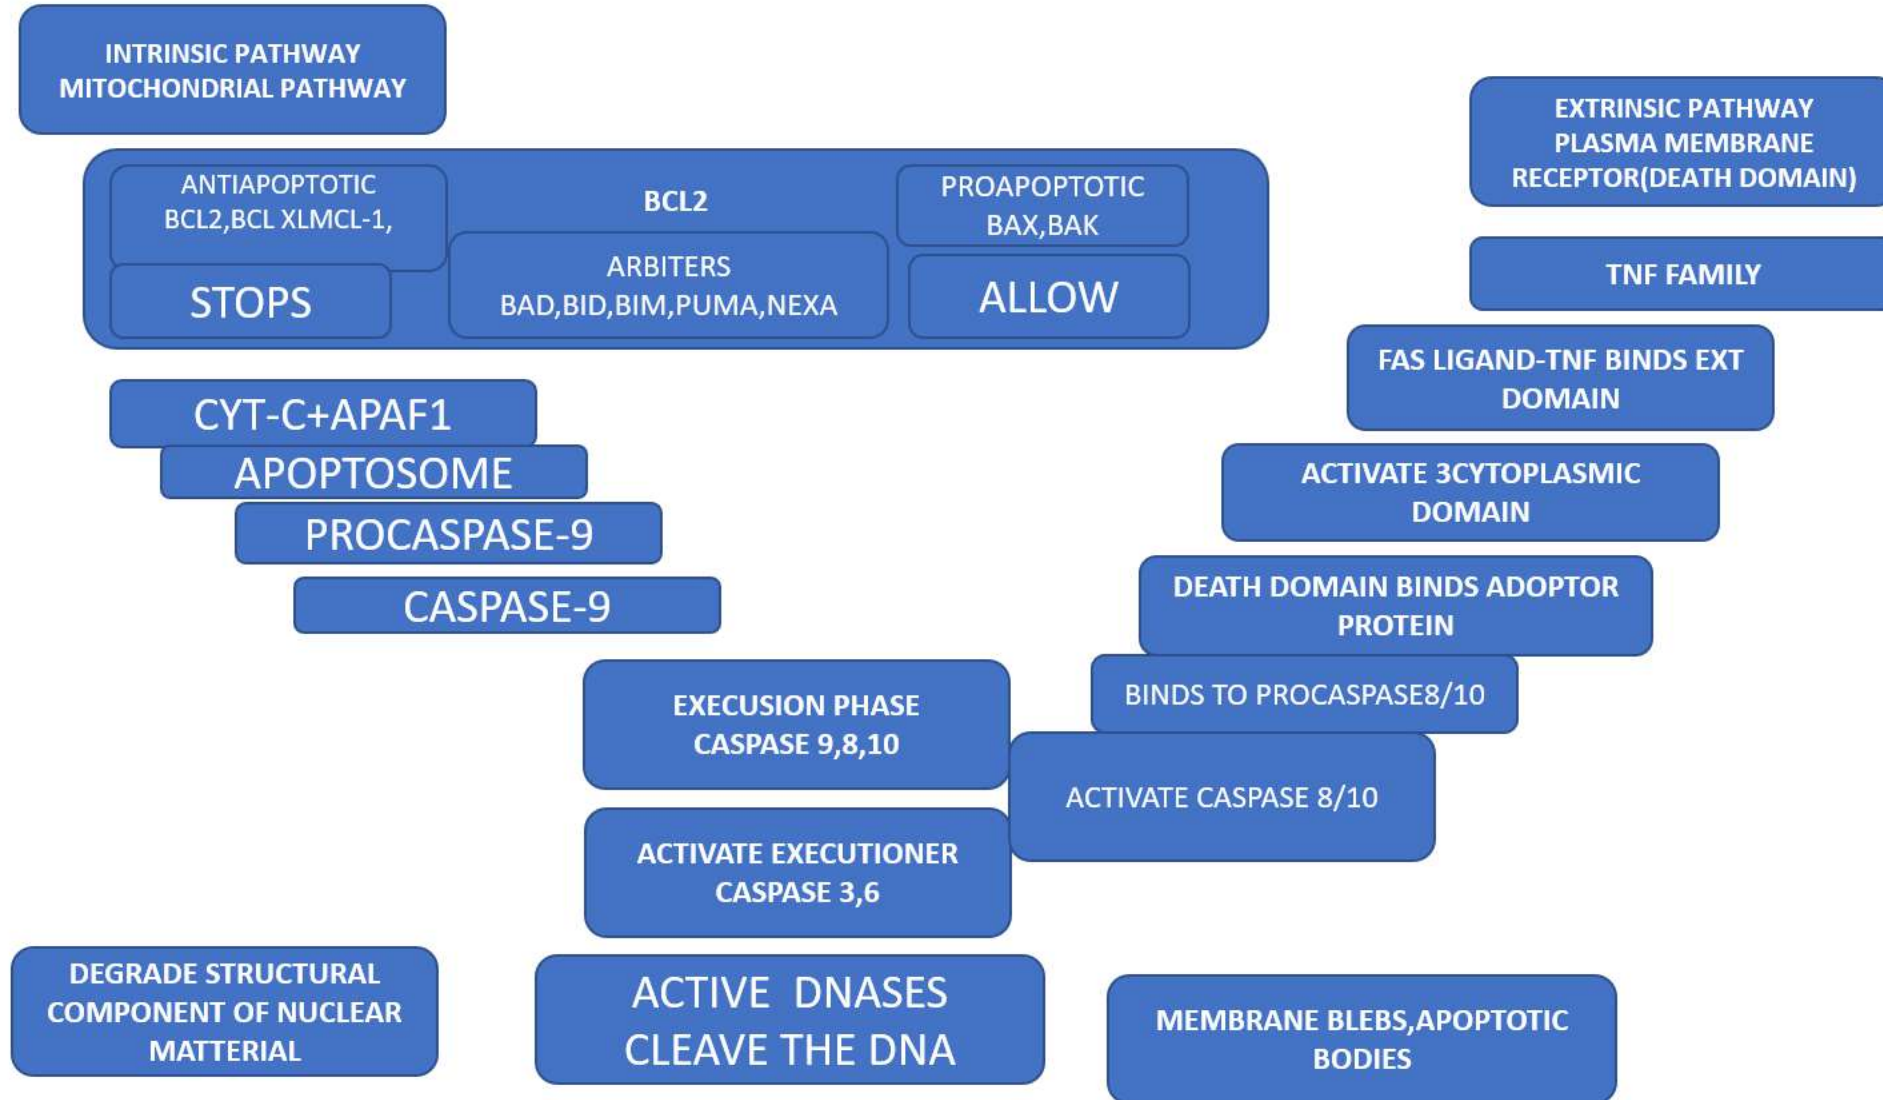 INTRINSIC PATHWAY
MITOCHONDRIAL PATHWAY
ANTIAPOPTOTIC
BCL2,BCL XLMCL-1,
STOPS
BCL2
ARBITERS
BAD,BID,BIM,PUMA,NEXA
PROAPOPTOTIC
BAX,BAK
ALLOW
CYT-C+APAF1
APOPTOSOME
PROCASPASE-9
CASPASE-9
EXTRINSIC PATHWAY
PLASMA MEMBRANE
RECEPTOR(DEATH DOMAIN)
TNF FAMILY
FAS LIGAND-TNF BINDS EXT
DOMAIN
ACTIVATE 3CYTOPLASMIC
DOMAIN
DEATH DOMAIN BINDS ADOPTOR
PROTEIN
BINDS TO PROCASPASE8/10
ACTIVATE CASPASE 8/10
EXECUSION PHASE
CASPASE 9,8,10
ACTIVATE EXECUTIONER
CASPASE 3,6
DEGRADE STRUCTURAL
COMPONENT OF NUCLEAR
MATTERIAL
ACTIVE DNASES
CLEAVE THE DNA
MEMBRANE BLEBS,APOPTOTIC
BODIES